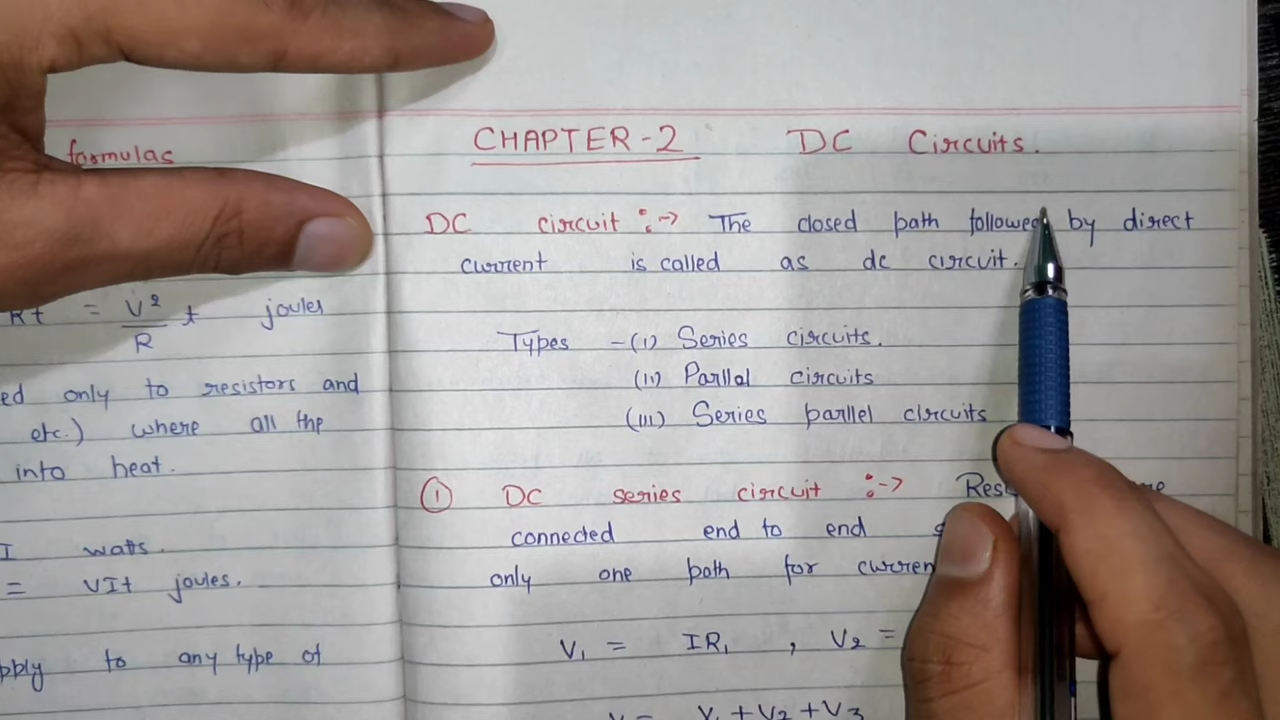 formulas
Rt = V²/R t joules
ed only to resistors and
etc.) where all the
into heat.
I watts.
= VIt joules.
pply to any type of
CHAPTER-2 DC Circuits.
DC circuit :-> The closed path followed by direct
current is called as dc circuit.
Types - (i) Series circuits.
(ii) Parllal circuits
(iii) Series parllel circuits
① DC series circuit :->
connected end to end
only one path for curren
V₁ = IR₁ , V₂ =
V₁ + V₂ + V₃